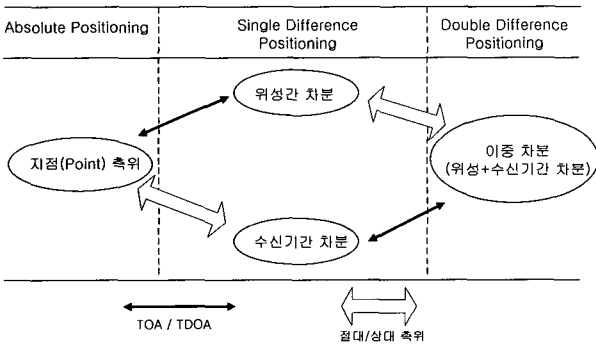 Absolute Positioning
Single Difference
Positioning
Double Difference
Positioning
위성간 차분
지점(Point) 측위
이중 차분
(위성+수신기간 차분)
수신기간 차분
TOA / TDOA
절대/상대 측위